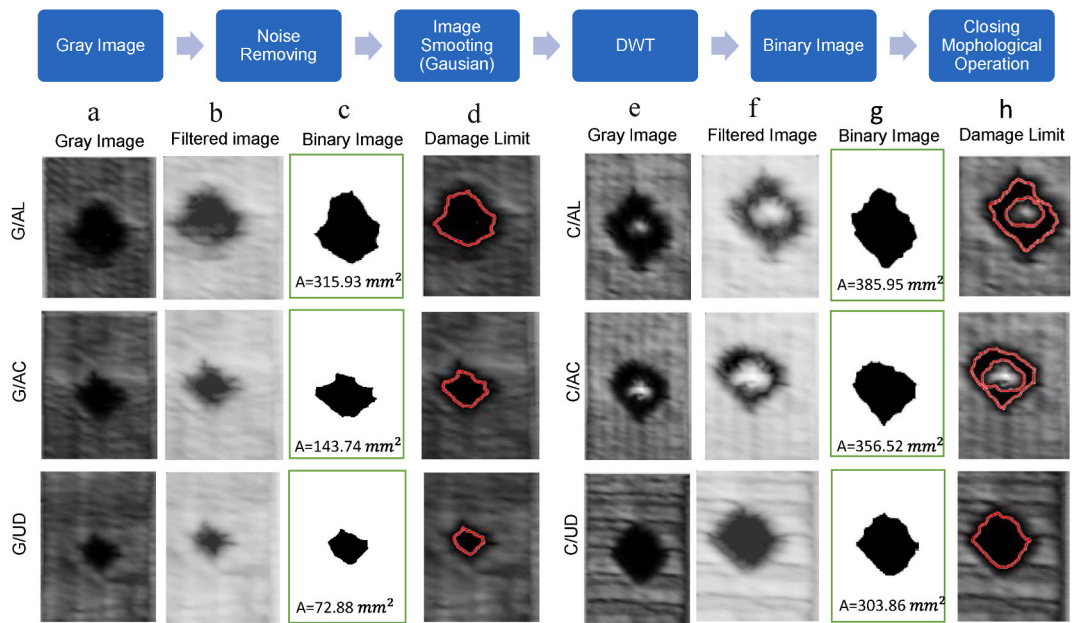 Gray Image
Noise
Removing
Image
Smooting
(Gausian)
DWT
Binary Image
Closing
Mophological
Operation
a
b
c
d
e
f
g
h
Gray Image
Filtered image
Binary Image
Damage Limit
Gray Image
Filtered Image
Binary Image
Damage Limit
G/AL
A=315.93 mm²
C/AL
A=385.95 mm²
G/AC
A=143.74 mm²
C/AC
A=356.52 mm²
G/UD
A=72.88 mm²
C/UD
A=303.86 mm²